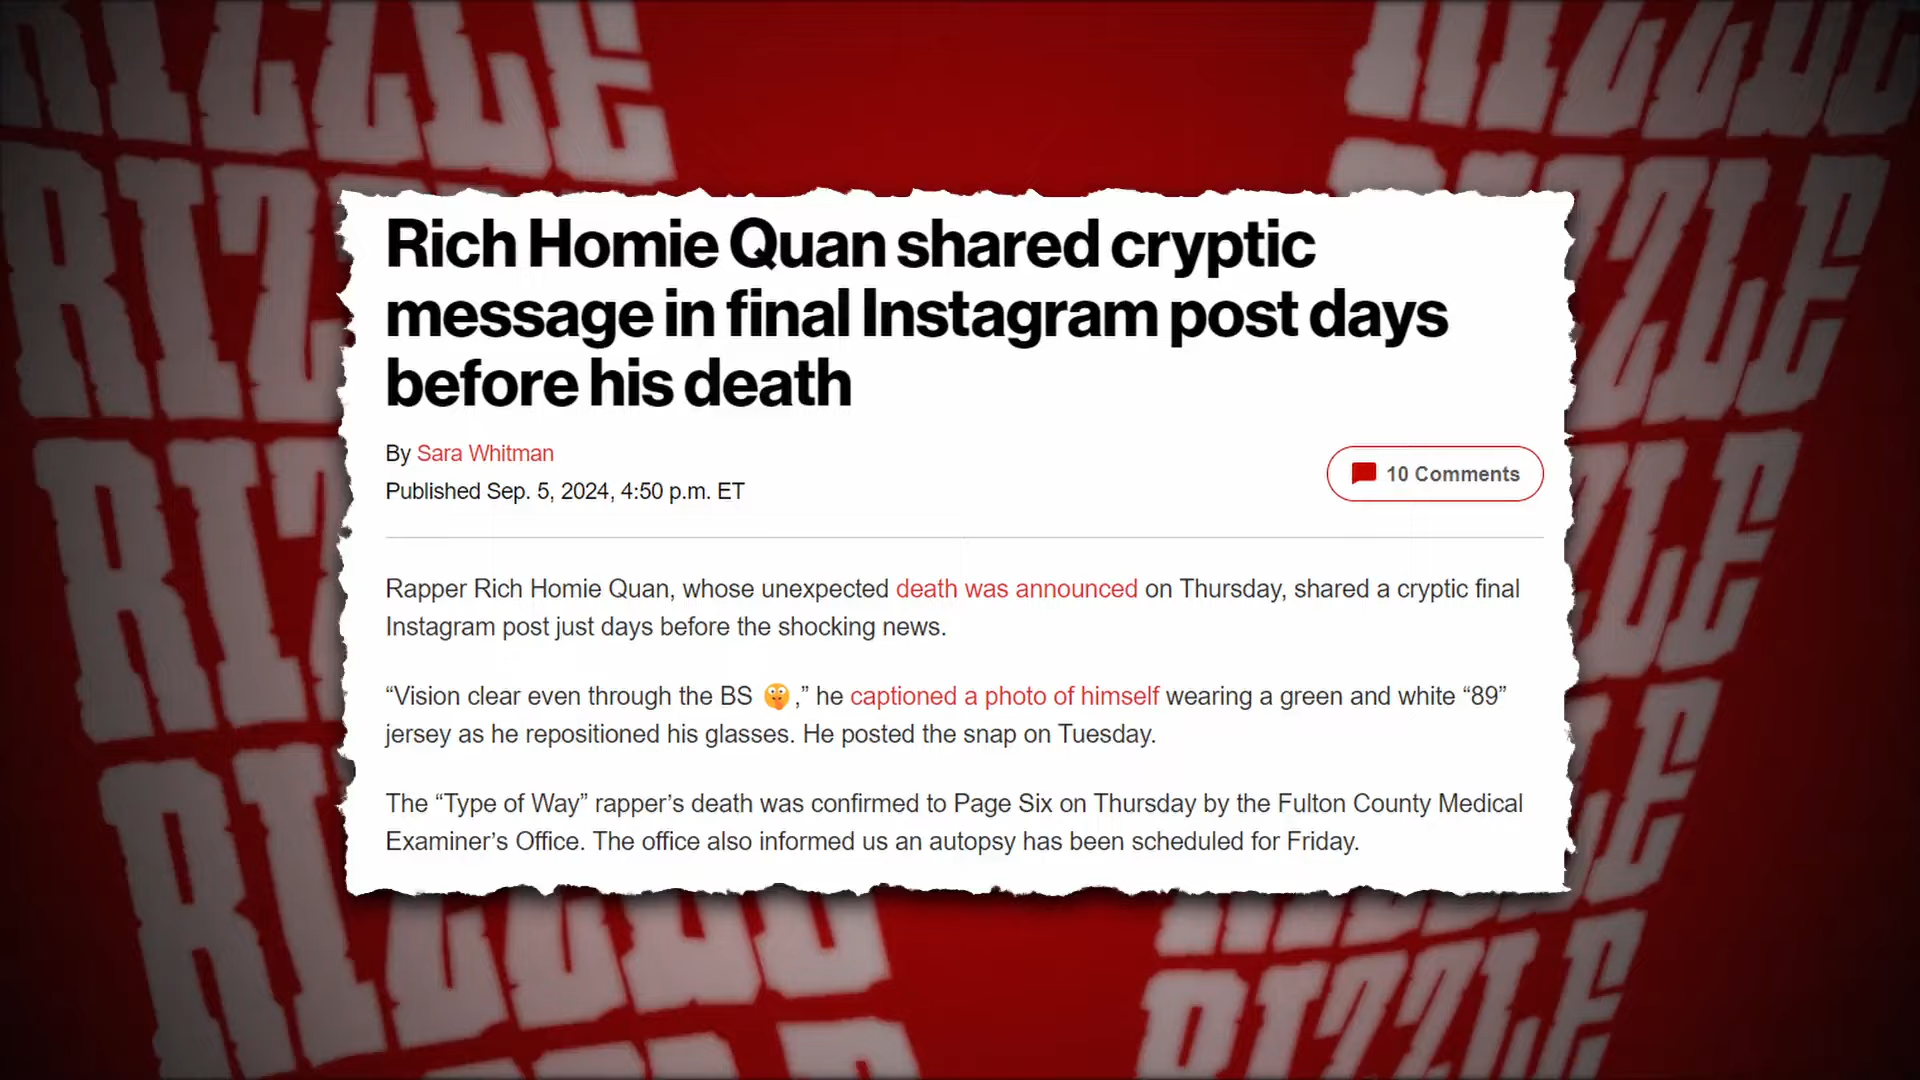 RIZZLE
RIZZLE
RIZZLE
Rich Homie Quan shared cryptic
message in final Instagram post days
before his death
By Sara Whitman
Published Sep. 5, 2024, 4:50 p.m. ET
10 Comments
Rapper Rich Homie Quan, whose unexpected death was announced on Thursday, shared a cryptic final
Instagram post just days before the shocking news.
“Vision clear even through the BS 🫢,” he captioned a photo of himself wearing a green and white “89”
jersey as he repositioned his glasses. He posted the snap on Tuesday.
The “Type of Way” rapper’s death was confirmed to Page Six on Thursday by the Fulton County Medical
Examiner’s Office. The office also informed us an autopsy has been scheduled for Friday.
RIZZLE